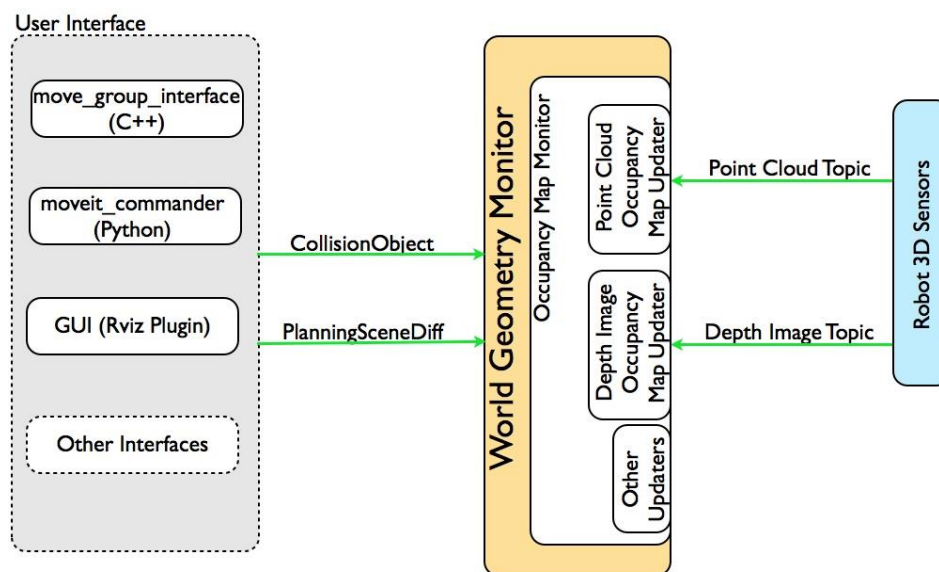 User Interface
move_group_interface
(C++)
moveit_commander
(Python)
GUI (Rviz Plugin)
Other Interfaces
CollisionObject
PlanningSceneDiff
World Geometry Monitor
Occupancy Map Monitor
Point Cloud
Occupancy
Map Updater
Depth Image
Occupancy
Map Updater
Other
Updaters
Point Cloud Topic
Depth Image Topic
Robot 3D Sensors